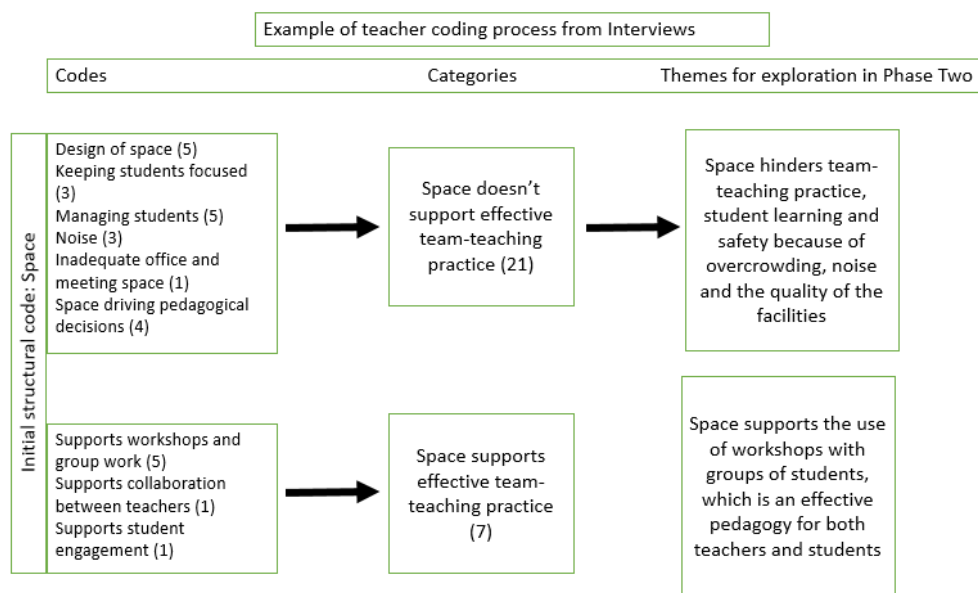 Example of teacher coding process from Interviews
Codes
Categories
Themes for exploration in Phase Two
Initial structural code: Space
Design of space (5)
Keeping students focused
(3)
Managing students (5)
Noise (3)
Inadequate office and
meeting space (1)
Space driving pedagogical
decisions (4)
Space doesn’t
support effective
team-teaching
practice (21)
Space hinders team-
teaching practice,
student learning and
safety because of
overcrowding, noise
and the quality of the
facilities
Supports workshops and
group work (5)
Supports collaboration
between teachers (1)
Supports student
engagement (1)
Space supports
effective team-
teaching practice
(7)
Space supports the use
of workshops with
groups of students,
which is an effective
pedagogy for both
teachers and students